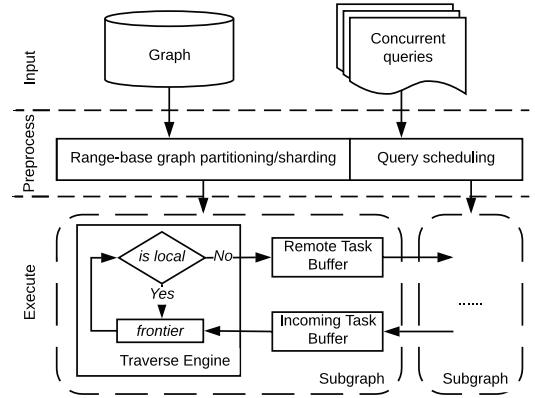 Input
Graph
Concurrent
queries
Preprocess
Range-base graph partitioning/sharding
Query scheduling
Execute
is local
No
Yes
frontier
Traverse Engine
Remote Task
Buffer
Incoming Task
Buffer
Subgraph
......
Subgraph